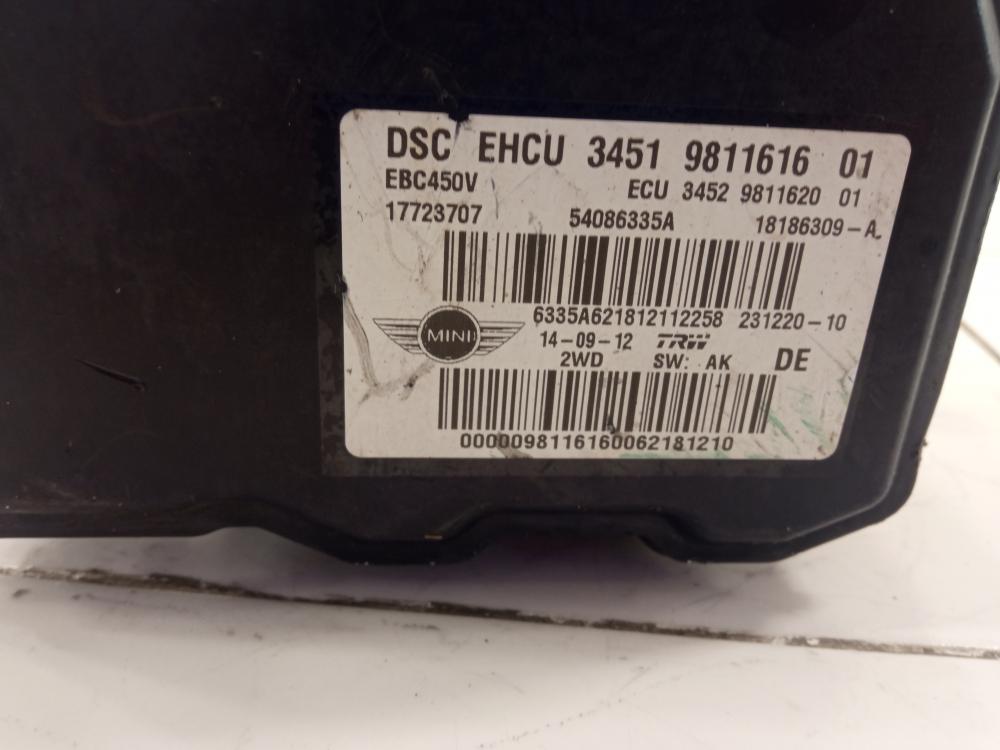 DSC EHCU 3451 9811616 01
EBC450V ECU 3452 9811620 01
17723707 54086335A 18186309-A
6335A621812112258 231220-10
MINI 14-09-12 TRW
2WD SW: AK DE
0000098116160062181210